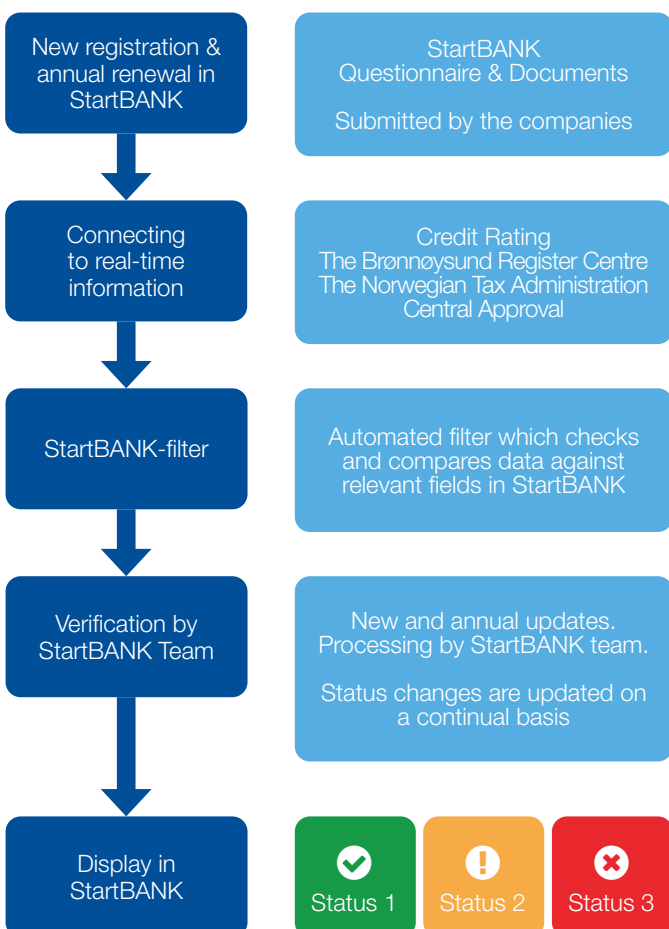 New registration &
annual renewal in
StartBANK
StartBANK
Questionnaire & Documents
Submitted by the companies
Connecting
to real-time
information
Credit Rating
The Brønnøysund Register Centre
The Norwegian Tax Administration
Central Approval
StartBANK-filter
Automated filter which checks
and compares data against
relevant fields in StartBANK
Verification by
StartBANK Team
New and annual updates.
Processing by StartBANK team.
Status changes are updated on
a continual basis
Display in
StartBANK
Status 1
Status 2
Status 3